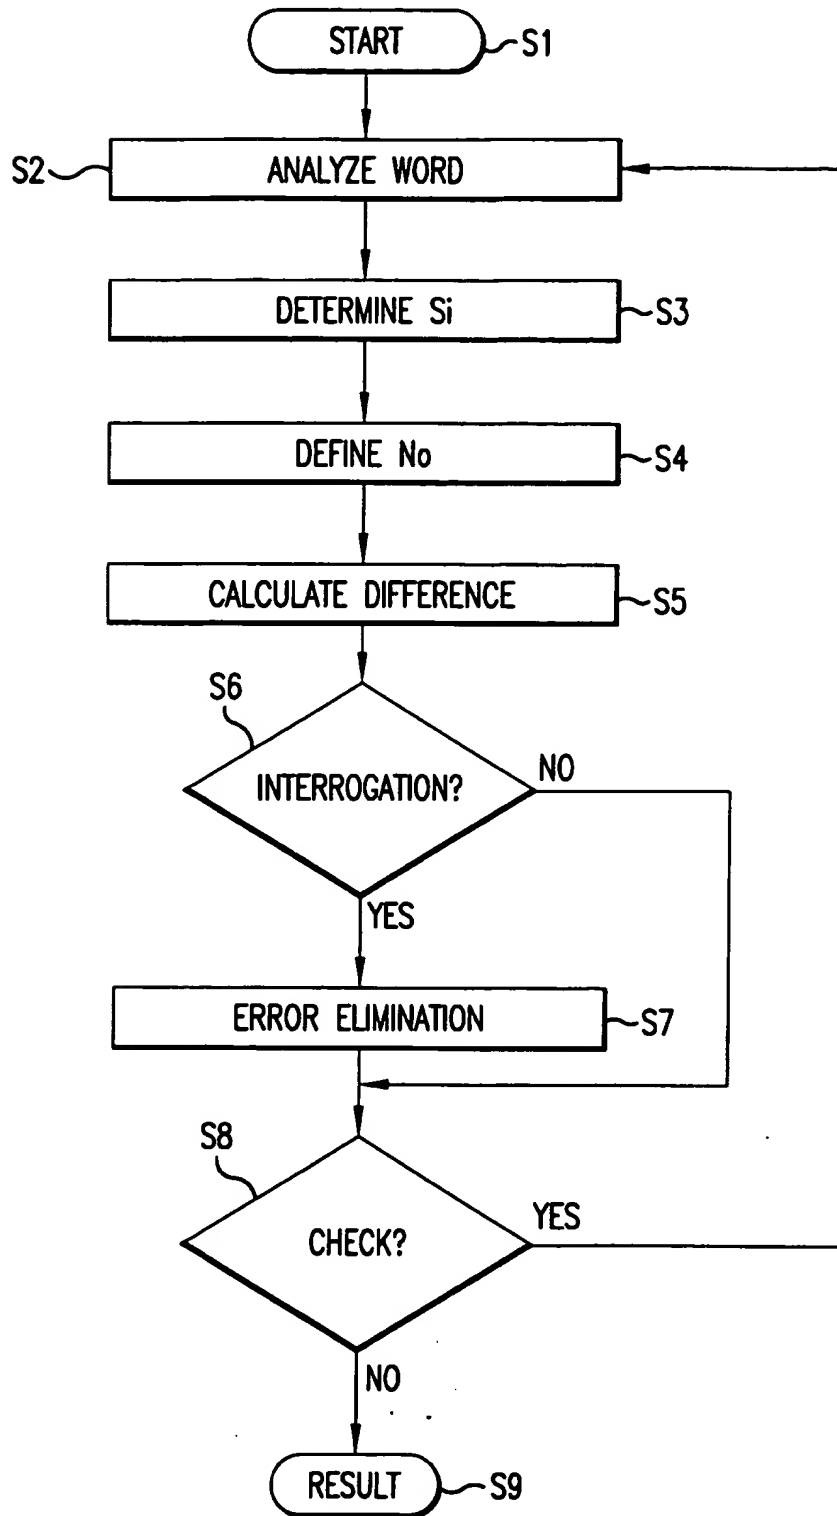 START
S1
S2
ANALYZE WORD
DETERMINE Si
S3
DEFINE No
S4
CALCULATE DIFFERENCE
S5
S6
INTERROGATION?
NO
YES
ERROR ELIMINATION
S7
S8
CHECK?
YES
NO
RESULT
S9